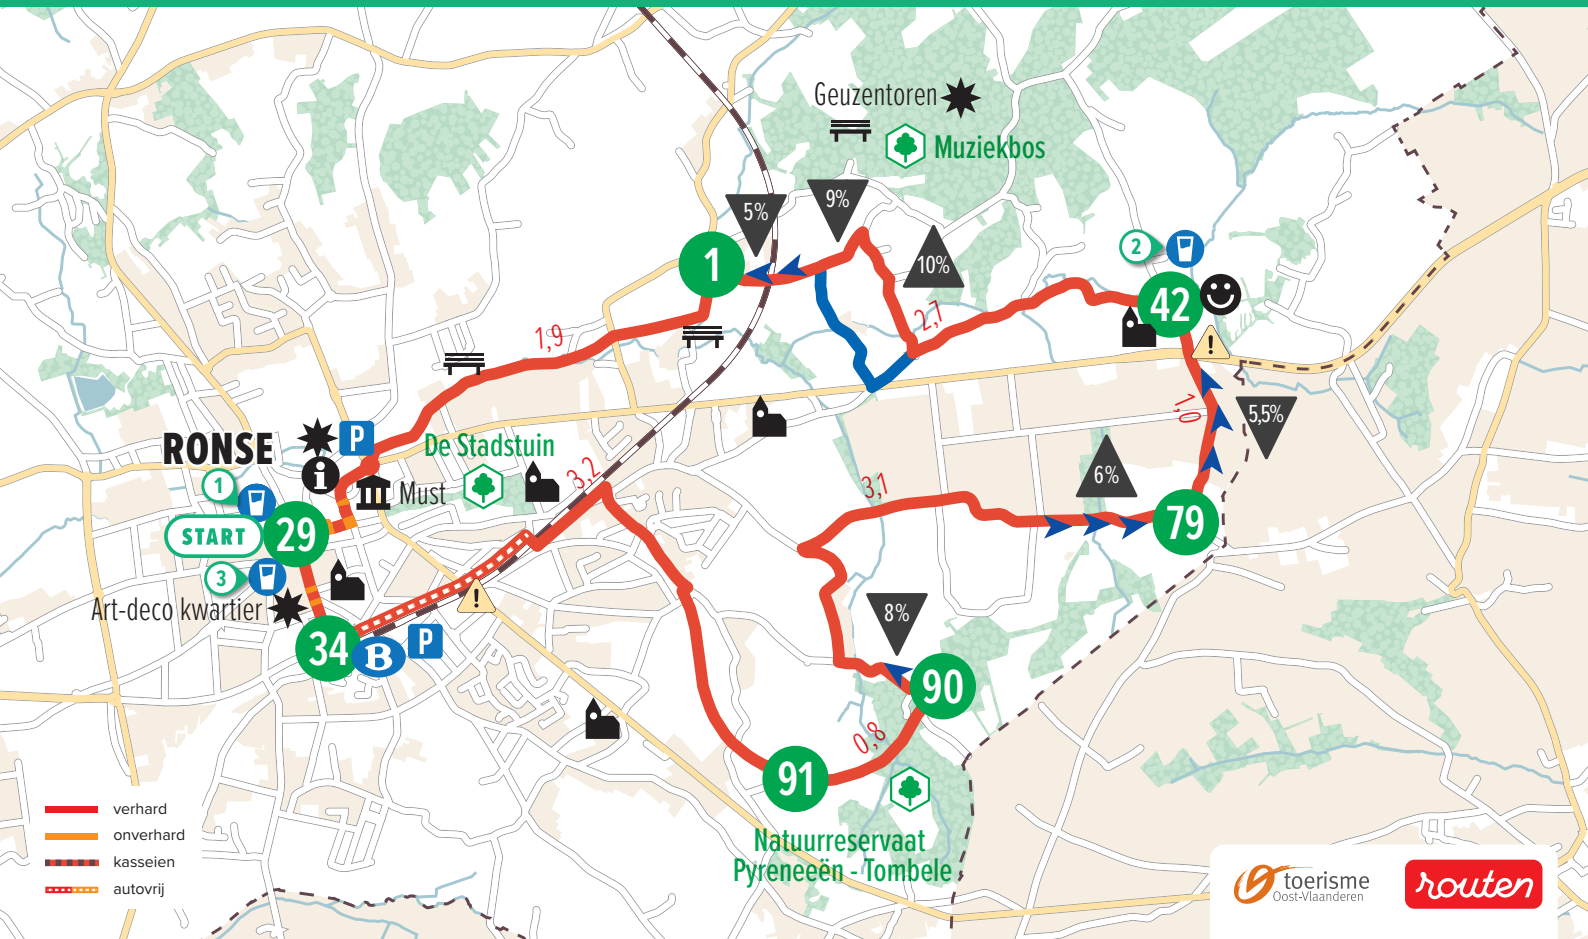 Geuzentoren
Muziekbos
5%
9%
10%
1
2
42
2,7
1,9
1,0
5,5%
RONSE
P
i
De Stadstuin
Must
3,2
3,1
6%
1
START
29
79
3
Art-deco kwartier
8%
34
B
P
90
0,8
91
Natuurreservaat
Pyreneeën - Tombele
verhard
onverhard
kasseien
autovrij
toerisme
Oost-Vlaanderen
routen
!
!